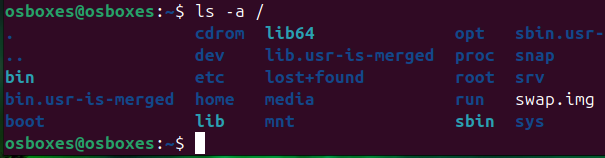 osboxes@osboxes:~$ ls -a /
. cdrom lib64 opt sbin.usr-
.. dev lib.usr-is-merged proc snap
bin etc lost+found root srv
bin.usr-is-merged home media run swap.img
boot lib mnt sbin sys
osboxes@osboxes:~$